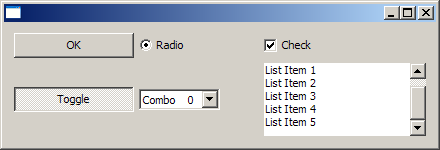 OK
Radio
Check
Toggle
Combo 0
List Item 1
List Item 2
List Item 3
List Item 4
List Item 5